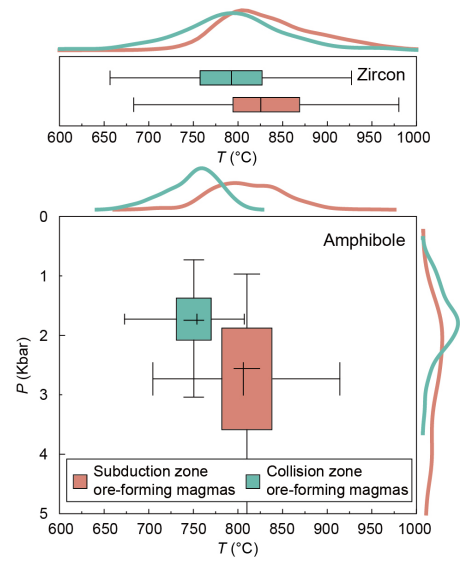 Zircon
600 650 700 750 800 850 900 950 1000
T (°C)
Amphibole
0
1
2
3
4
5
P (Kbar)
Subduction zone
ore-forming magmas
Collision zone
ore-forming magmas
600 650 700 750 800 850 900 950 1000
T (°C)